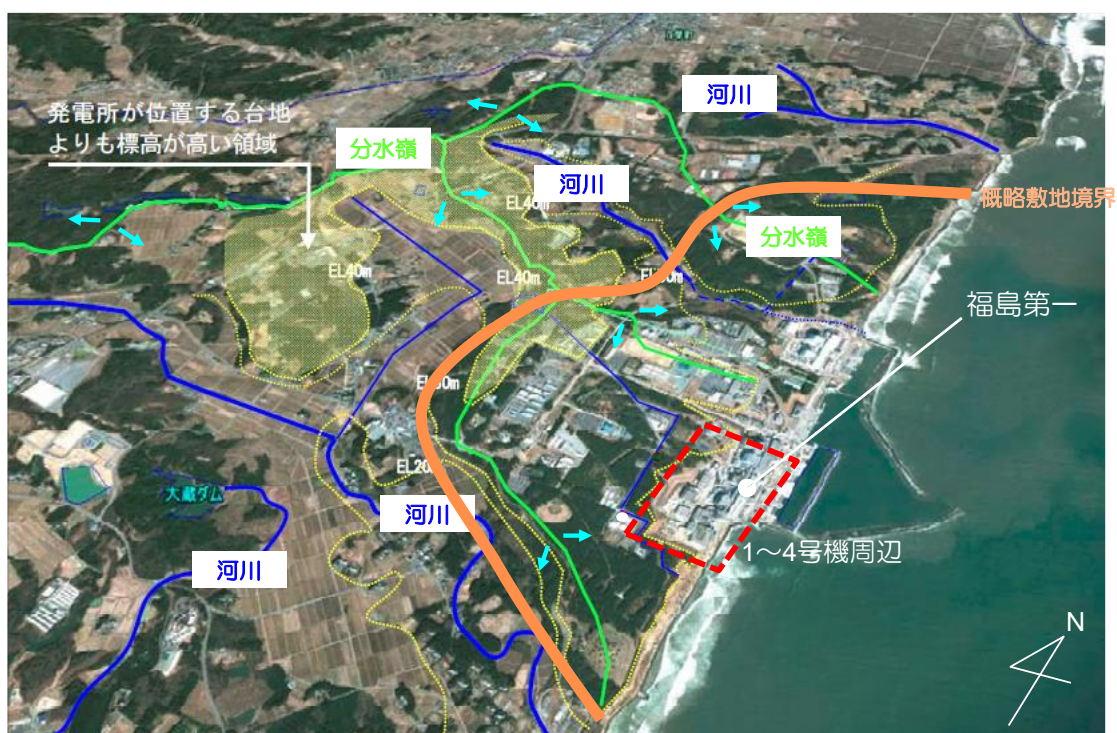 河川
発電所が位置する台地
よりも標高が高い領域
分水嶺
河川
EL40m
概略敷地境界
分水嶺
EL40m
EL40m
福島第一
EL20m
大蔵ダム
河川
1～4号機周辺
河川
N